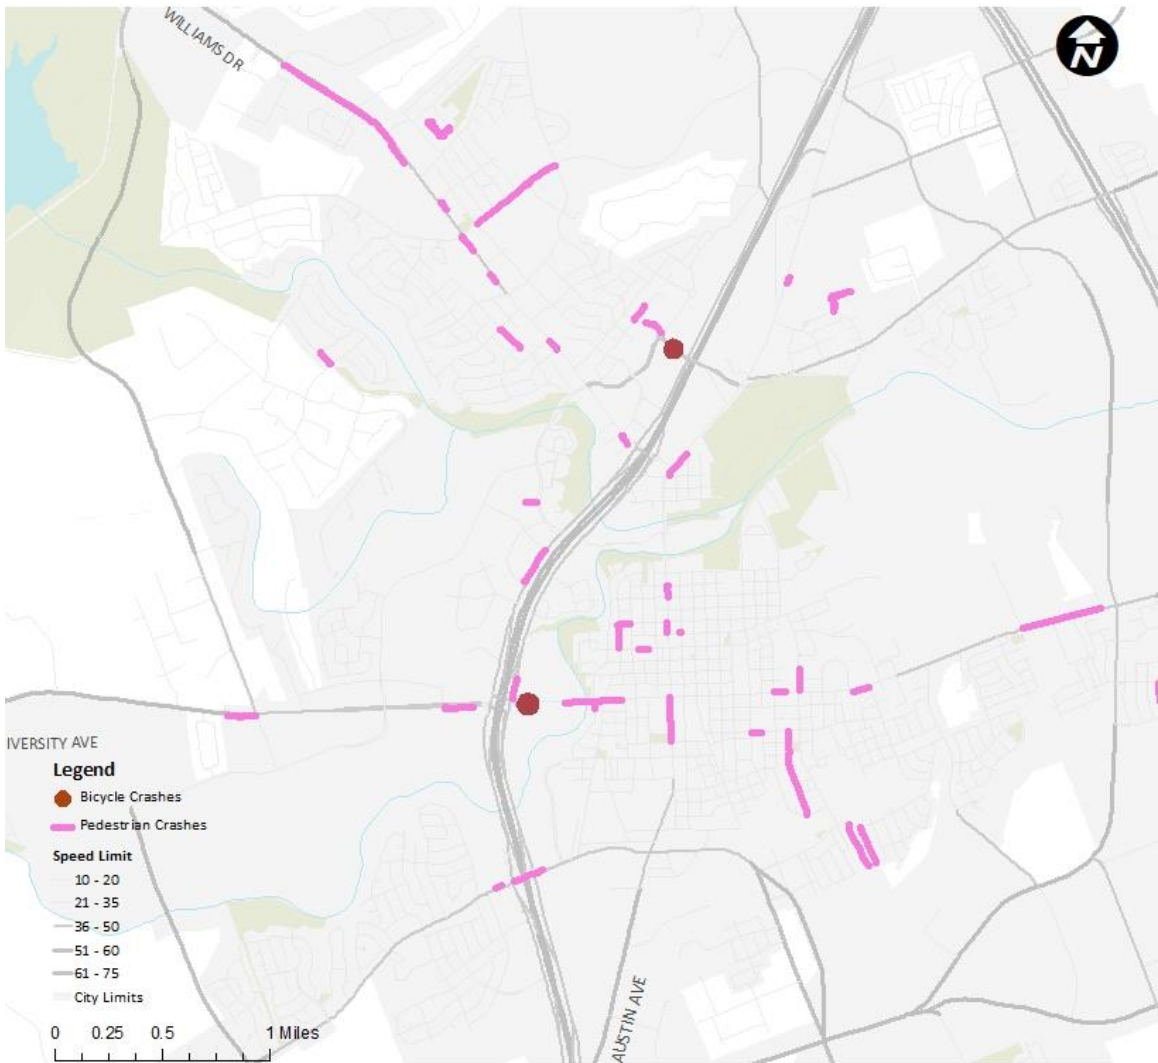 WILLIAMS DR
N
IVERSITY AVE
Legend
Bicycle Crashes
Pedestrian Crashes
Speed Limit
10 - 20
21 - 35
36 - 50
51 - 60
61 - 75
City Limits
0 0.25 0.5 1 Miles
AUSTIN AVE